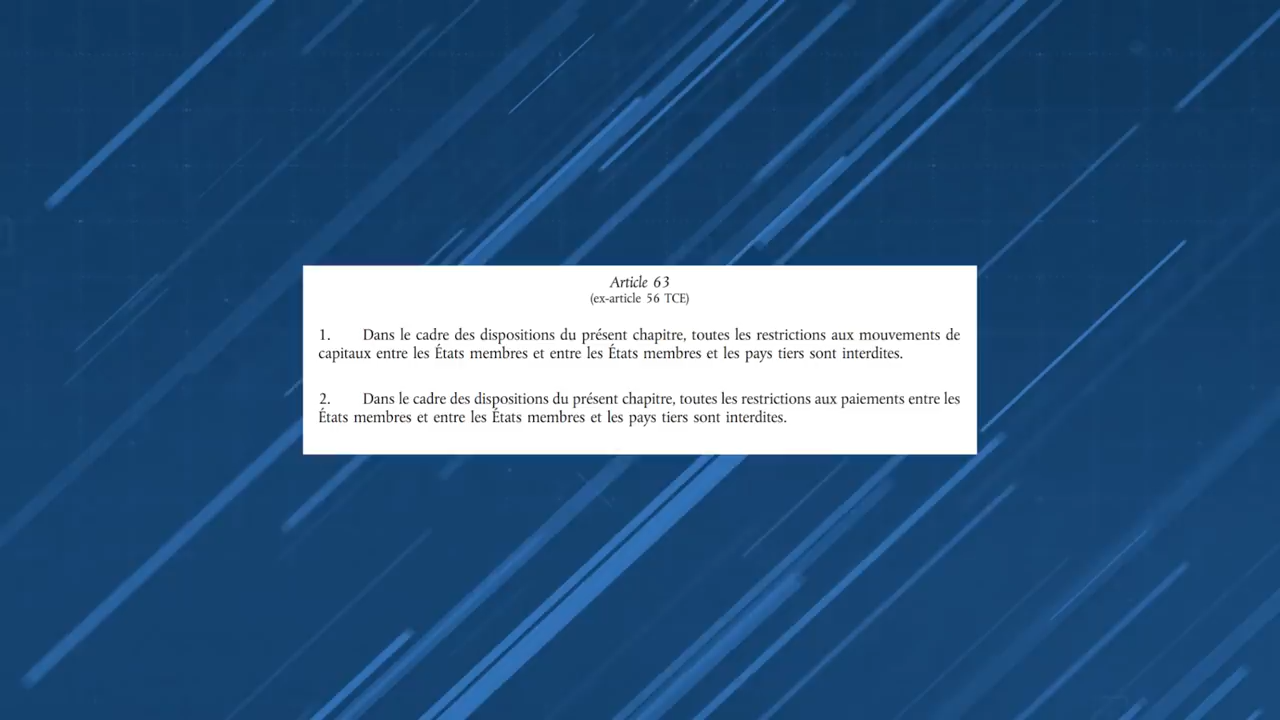 Article 63
(ex-article 56 TCE)
1. Dans le cadre des dispositions du présent chapitre, toutes les restrictions aux mouvements de
capitaux entre les États membres et entre les États membres et les pays tiers sont interdites.
2. Dans le cadre des dispositions du présent chapitre, toutes les restrictions aux paiements entre les
États membres et entre les États membres et les pays tiers sont interdites.